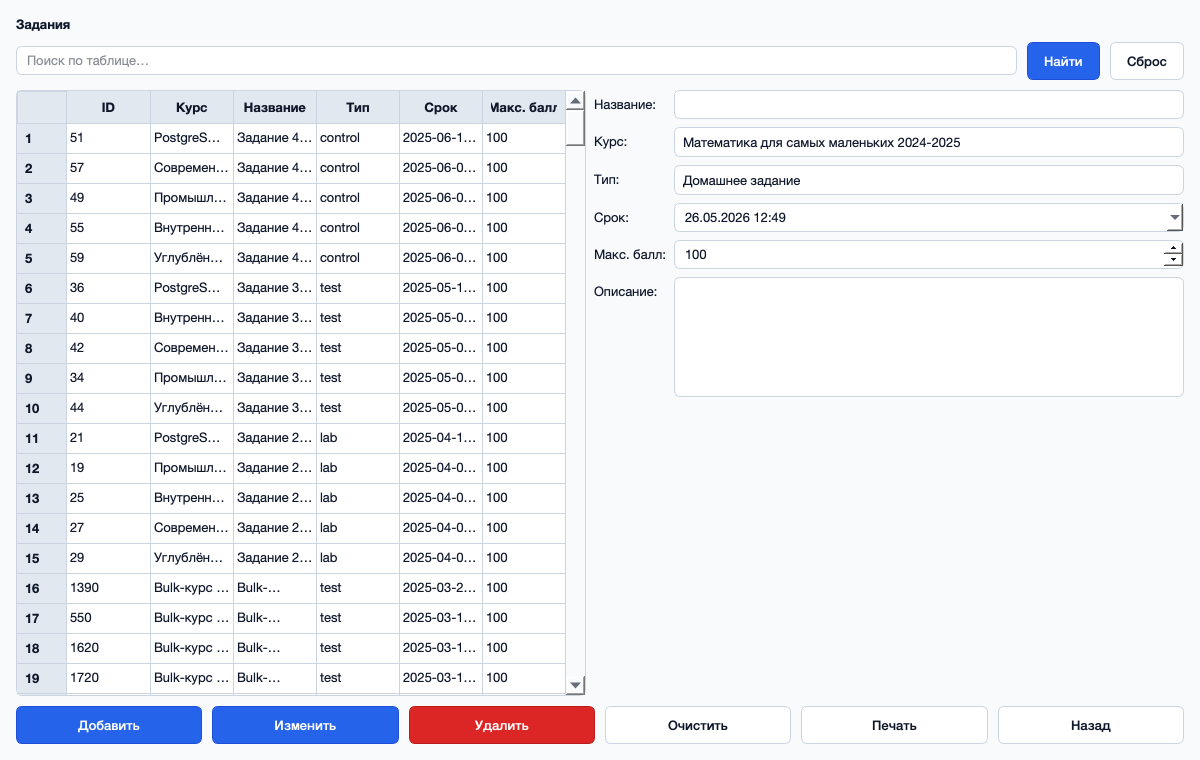 Задания
Поиск по таблице… Найти Сброс
ID Курс Название Тип Срок Макс. балл
1 51 PostgreS… Задание 4… control 2025-06-1… 100
2 57 Современ… Задание 4… control 2025-06-0… 100
3 49 Промышл… Задание 4… control 2025-06-0… 100
4 55 Внутренн… Задание 4… control 2025-06-0… 100
5 59 Углублён… Задание 4… control 2025-06-0… 100
6 36 PostgreS… Задание 3… test 2025-05-1… 100
7 40 Внутренн… Задание 3… test 2025-05-0… 100
8 42 Современ… Задание 3… test 2025-05-0… 100
9 34 Промышл… Задание 3… test 2025-05-0… 100
10 44 Углублён… Задание 3… test 2025-05-0… 100
11 21 PostgreS… Задание 2… lab 2025-04-1… 100
12 19 Промышл… Задание 2… lab 2025-04-0… 100
13 25 Внутренн… Задание 2… lab 2025-04-0… 100
14 27 Современ… Задание 2… lab 2025-04-0… 100
15 29 Углублён… Задание 2… lab 2025-04-0… 100
16 1390 Bulk-курс … Bulk-… test 2025-03-2… 100
17 550 Bulk-курс … Bulk-… test 2025-03-1… 100
18 1620 Bulk-курс … Bulk-… test 2025-03-1… 100
19 1720 Bulk-курс … Bulk-… test 2025-03-1… 100
Название:
Курс: Математика для самых маленьких 2024-2025
Тип: Домашнее задание
Срок: 26.05.2026 12:49
Макс. балл: 100
Описание:
Добавить Изменить Удалить Очистить Печать Назад